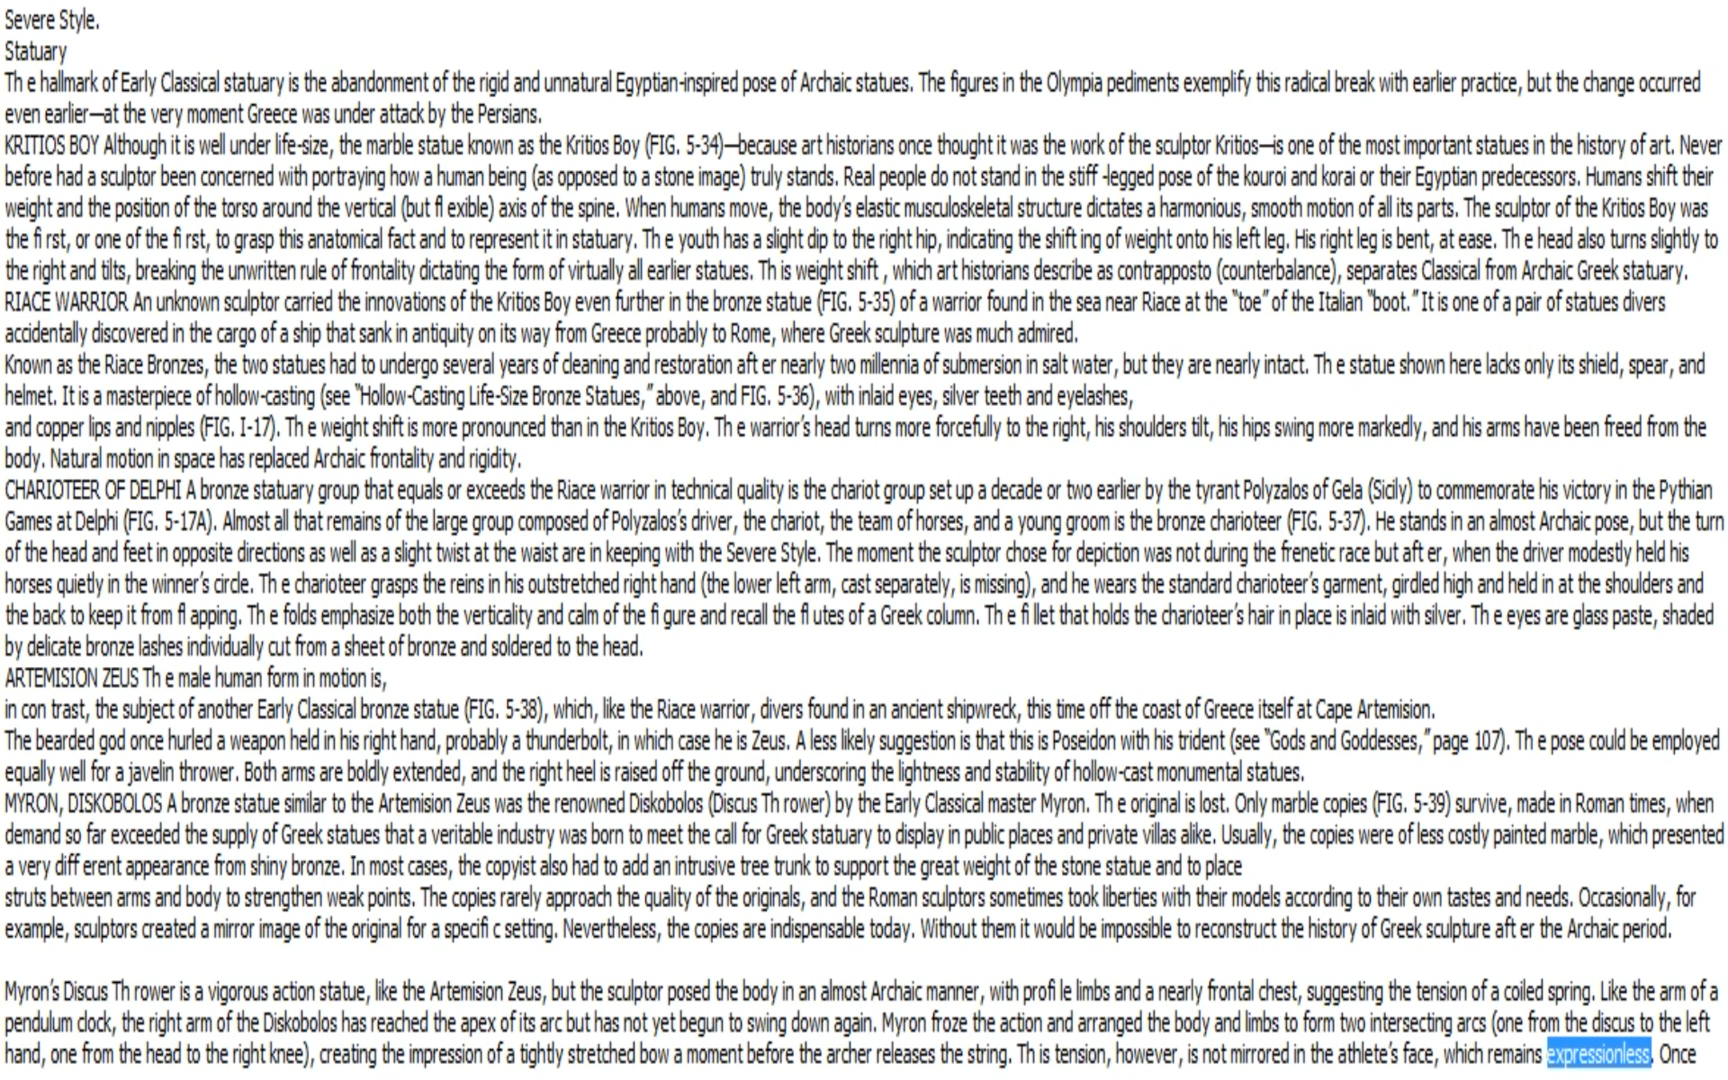 Severe Style.
Statuary
Th e hallmark of Early Classical statuary is the abandonment of the rigid and unnatural Egyptian-inspired pose of Archaic statues. The figures in the Olympia pediments exemplify this radical break with earlier practice, but the change occurred
even earlier—at the very moment Greece was under attack by the Persians.
KRITIOS BOY Although it is well under life-size, the marble statue known as the Kritios Boy (FIG. 5-34)—because art historians once thought it was the work of the sculptor Kritios—is one of the most important statues in the history of art. Never
before had a sculptor been concerned with portraying how a human being (as opposed to a stone image) truly stands. Real people do not stand in the stiff -legged pose of the kouroi and korai or their Egyptian predecessors. Humans shift their
weight and the position of the torso around the vertical (but fl exible) axis of the spine. When humans move, the body's elastic musculoskeletal structure dictates a harmonious, smooth motion of all its parts. The sculptor of the Kritios Boy was
the fi rst, or one of the fi rst, to grasp this anatomical fact and to represent it in statuary. Th e youth has a slight dip to the right hip, indicating the shift ing of weight onto his left leg. His right leg is bent, at ease. Th e head also turns slightly to
the right and tilts, breaking the unwritten rule of frontality dictating the form of virtually all earlier statues. Th is weight shift , which art historians describe as contrapposto (counterbalance), separates Classical from Archaic Greek statuary.
RIACE WARRIOR An unknown sculptor carried the innovations of the Kritios Boy even further in the bronze statue (FIG. 5-35) of a warrior found in the sea near Riace at the "toe" of the Italian "boot." It is one of a pair of statues divers
accidentally discovered in the cargo of a ship that sank in antiquity on its way from Greece probably to Rome, where Greek sculpture was much admired.
Known as the Riace Bronzes, the two statues had to undergo several years of cleaning and restoration aft er nearly two millennia of submersion in salt water, but they are nearly intact. Th e statue shown here lacks only its shield, spear, and
helmet. It is a masterpiece of hollow-casting (see "Hollow-Casting Life-Size Bronze Statues," above, and FIG. 5-36), with inlaid eyes, silver teeth and eyelashes,
and copper lips and nipples (FIG. I-17). Th e weight shift is more pronounced than in the Kritios Boy. Th e warrior's head turns more forcefully to the right, his shoulders tilt, his hips swing more markedly, and his arms have been freed from the
body. Natural motion in space has replaced Archaic frontality and rigidity.
CHARIOTEER OF DELPHI A bronze statuary group that equals or exceeds the Riace warrior in technical quality is the chariot group set up a decade or two earlier by the tyrant Polyzalos of Gela (Sicily) to commemorate his victory in the Pythian
Games at Delphi (FIG. 5-17A). Almost all that remains of the large group composed of Polyzalos's driver, the chariot, the team of horses, and a young groom is the bronze charioteer (FIG. 5-37). He stands in an almost Archaic pose, but the turn
of the head and feet in opposite directions as well as a slight twist at the waist are in keeping with the Severe Style. The moment the sculptor chose for depiction was not during the frenetic race but aft er, when the driver modestly held his
horses quietly in the winner's circle. Th e charioteer grasps the reins in his outstretched right hand (the lower left arm, cast separately, is missing), and he wears the standard charioteer's garment, girdled high and held in at the shoulders and
the back to keep it from fl apping. Th e folds emphasize both the verticality and calm of the fi gure and recall the fl utes of a Greek column. Th e fi llet that holds the charioteer's hair in place is inlaid with silver. Th e eyes are glass paste, shaded
by delicate bronze lashes individually cut from a sheet of bronze and soldered to the head.
ARTEMISION ZEUS Th e male human form in motion is,
in con trast, the subject of another Early Classical bronze statue (FIG. 5-38), which, like the Riace warrior, divers found in an ancient shipwreck, this time off the coast of Greece itself at Cape Artemision.
The bearded god once hurled a weapon held in his right hand, probably a thunderbolt, in which case he is Zeus. A less likely suggestion is that this is Poseidon with his trident (see "Gods and Goddesses," page 107). Th e pose could be employed
equally well for a javelin thrower. Both arms are boldly extended, and the right heel is raised off the ground, underscoring the lightness and stability of hollow-cast monumental statues.
MYRON, DISKOBOLOS A bronze statue similar to the Artemision Zeus was the renowned Diskobolos (Discus Th rower) by the Early Classical master Myron. Th e original is lost. Only marble copies (FIG. 5-39) survive, made in Roman times, when
demand so far exceeded the supply of Greek statues that a veritable industry was born to meet the call for Greek statuary to display in public places and private villas alike. Usually, the copies were of less costly painted marble, which presented
a very diff erent appearance from shiny bronze. In most cases, the copyist also had to add an intrusive tree trunk to support the great weight of the stone statue and to place
struts between arms and body to strengthen weak points. The copies rarely approach the quality of the originals, and the Roman sculptors sometimes took liberties with their models according to their own tastes and needs. Occasionally, for
example, sculptors created a mirror image of the original for a specifi c setting. Nevertheless, the copies are indispensable today. Without them it would be impossible to reconstruct the history of Greek sculpture aft er the Archaic period.
Myron's Discus Th rower is a vigorous action statue, like the Artemision Zeus, but the sculptor posed the body in an almost Archaic manner, with profi le limbs and a nearly frontal chest, suggesting the tension of a coiled spring. Like the arm of a
pendulum clock, the right arm of the Diskobolos has reached the apex of its arc but has not yet begun to swing down again. Myron froze the action and arranged the body and limbs to form two intersecting arcs (one from the discus to the left
hand, one from the head to the right knee), creating the impression of a tightly stretched bow a moment before the archer releases the string. Th is tension, however, is not mirrored in the athlete's face, which remains expressionless. Once